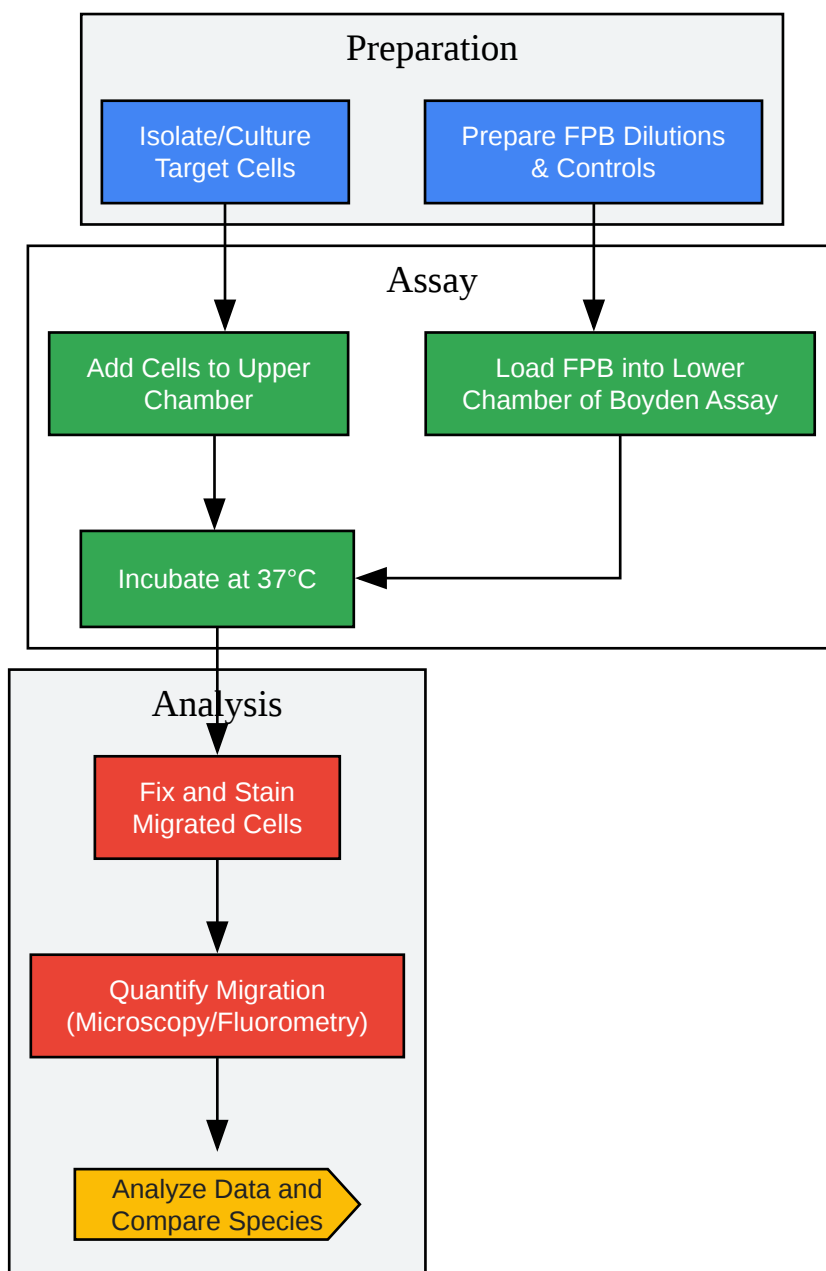 Preparation
Isolate/Culture
Target Cells
Prepare FPB Dilutions
& Controls
Assay
Add Cells to Upper
Chamber
Load FPB into Lower
Chamber of Boyden Assay
Incubate at 37°C
Analysis
Fix and Stain
Migrated Cells
Quantify Migration
(Microscopy/Fluorometry)
Analyze Data and
Compare Species